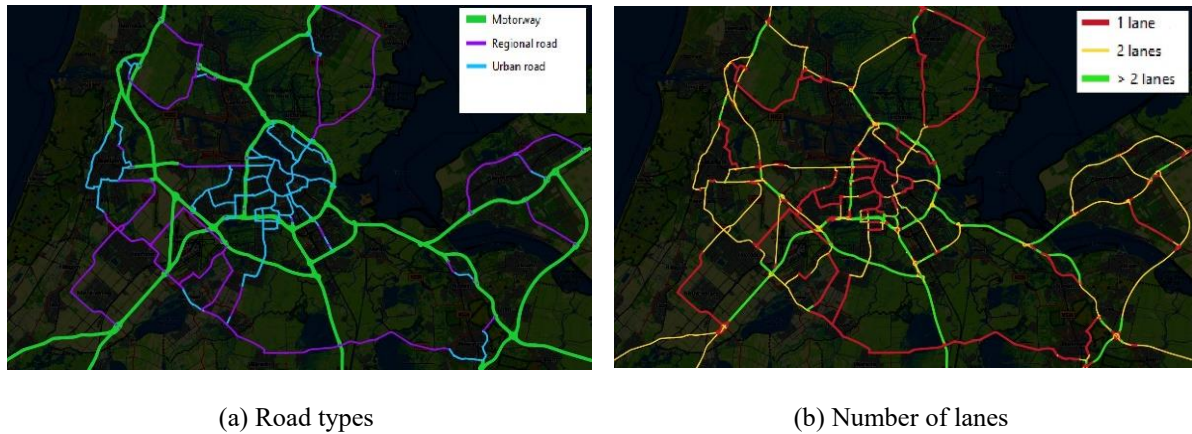 Motorway
Regional road
Urban road
1 lane
2 lanes
> 2 lanes
(a) Road types
(b) Number of lanes